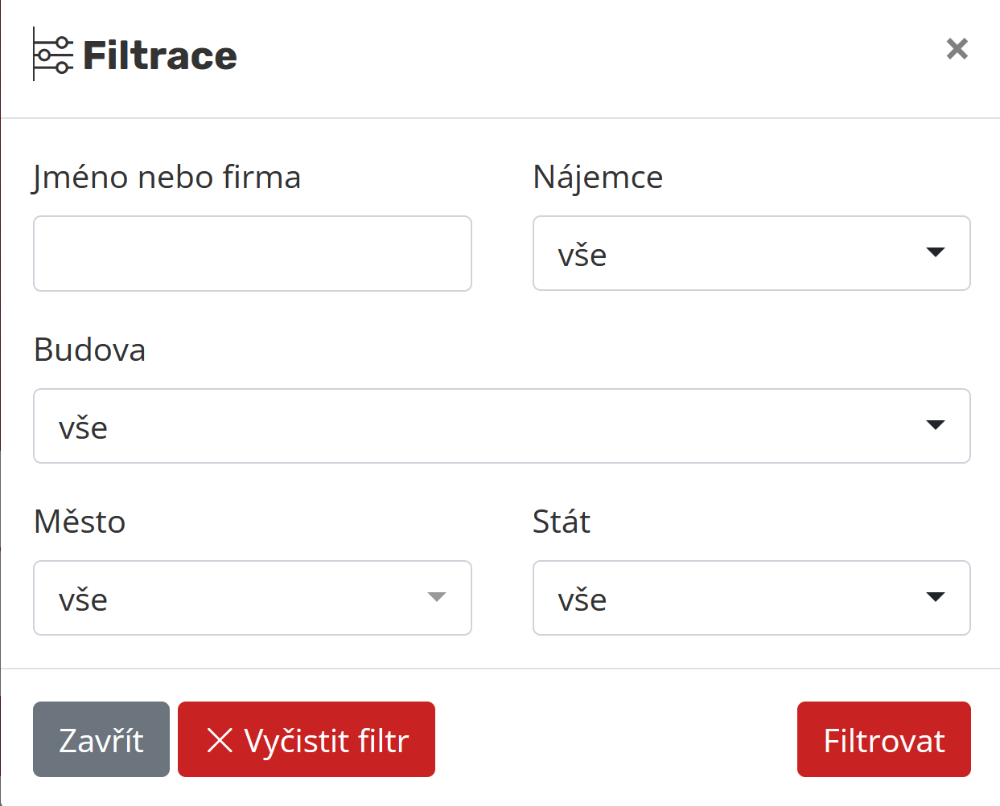 Filtrace
Jméno nebo firma
Nájemce
vše
Budova
vše
Město
Stát
vše
vše
Zavřít
Vyčistit filtr
Filtrovat